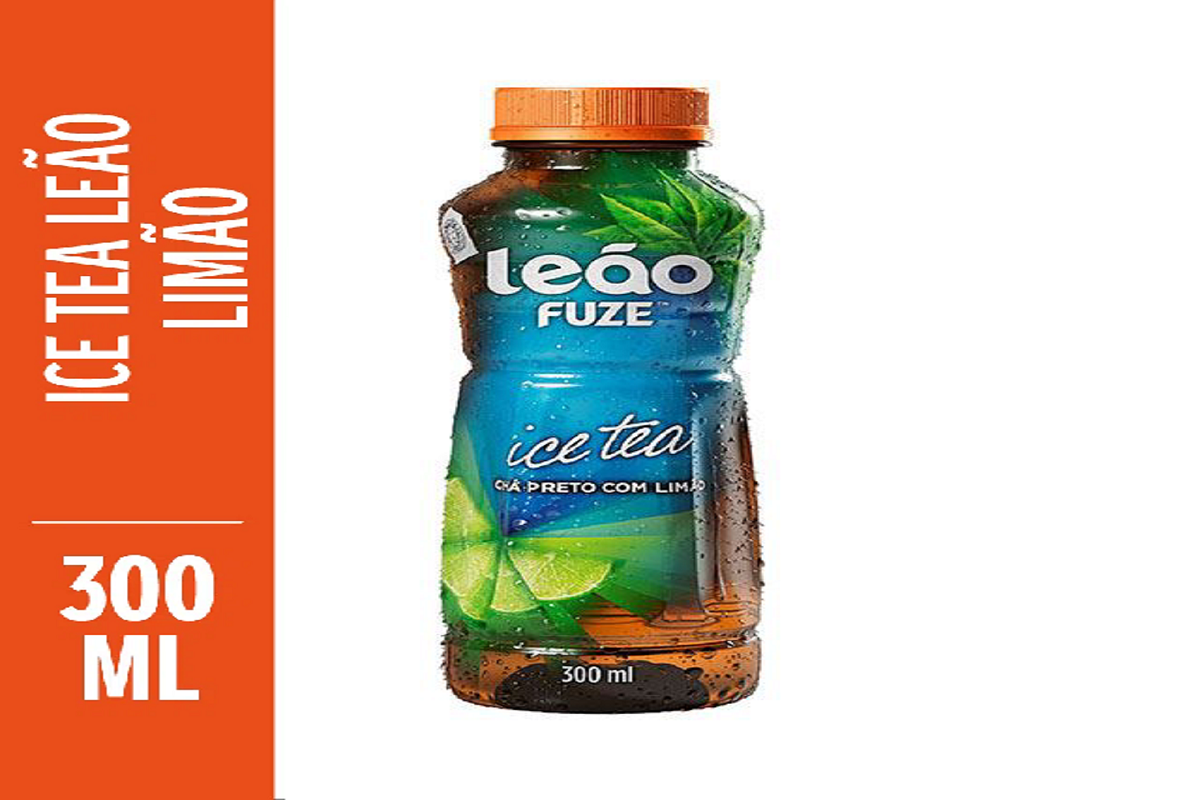 ICE TEA LEÃO
LIMÃO
300
ML
leão
FUZE
ice tea
CHÁ PRETO COM LIMÃO
300 ml